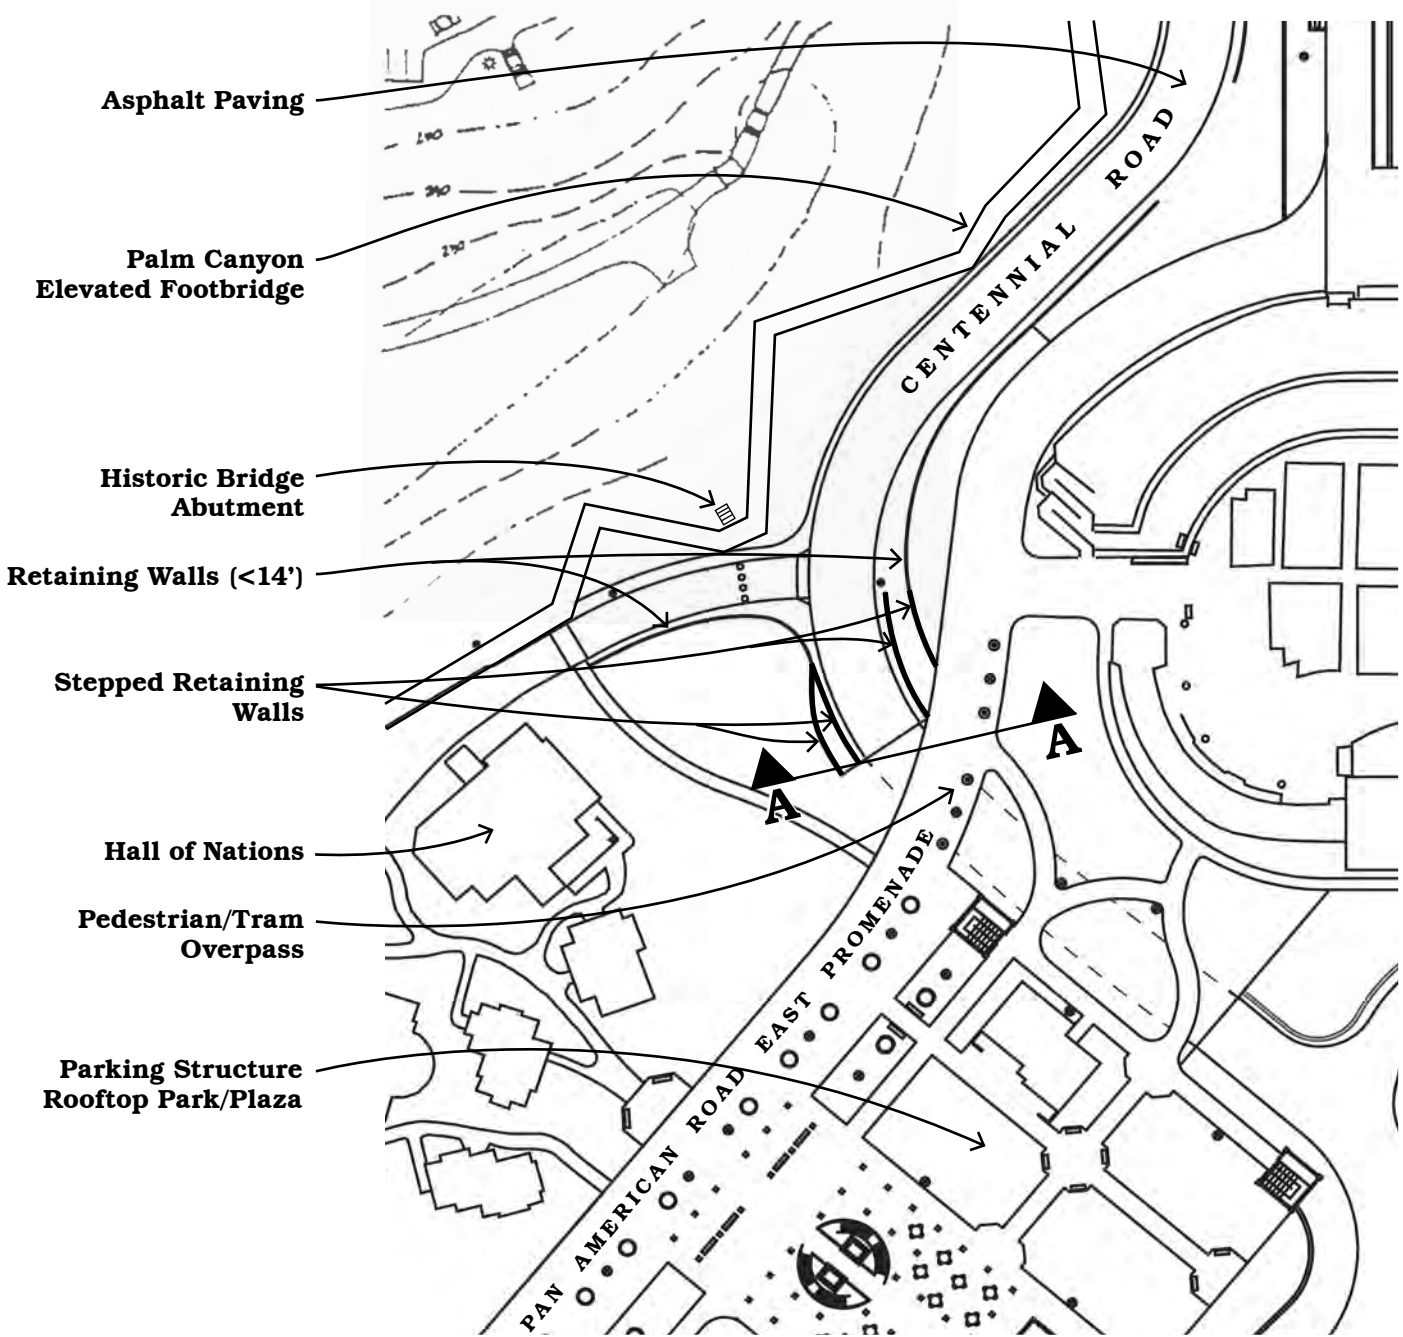 Asphalt Paving
Palm Canyon
Elevated Footbridge
Historic Bridge
Abutment
Retaining Walls (<14’)
Stepped Retaining
Walls
Hall of Nations
Pedestrian/Tram
Overpass
Parking Structure
Rooftop Park/Plaza
CENTENNIAL ROAD
PAN AMERICAN ROAD EAST PROMENADE
A
A